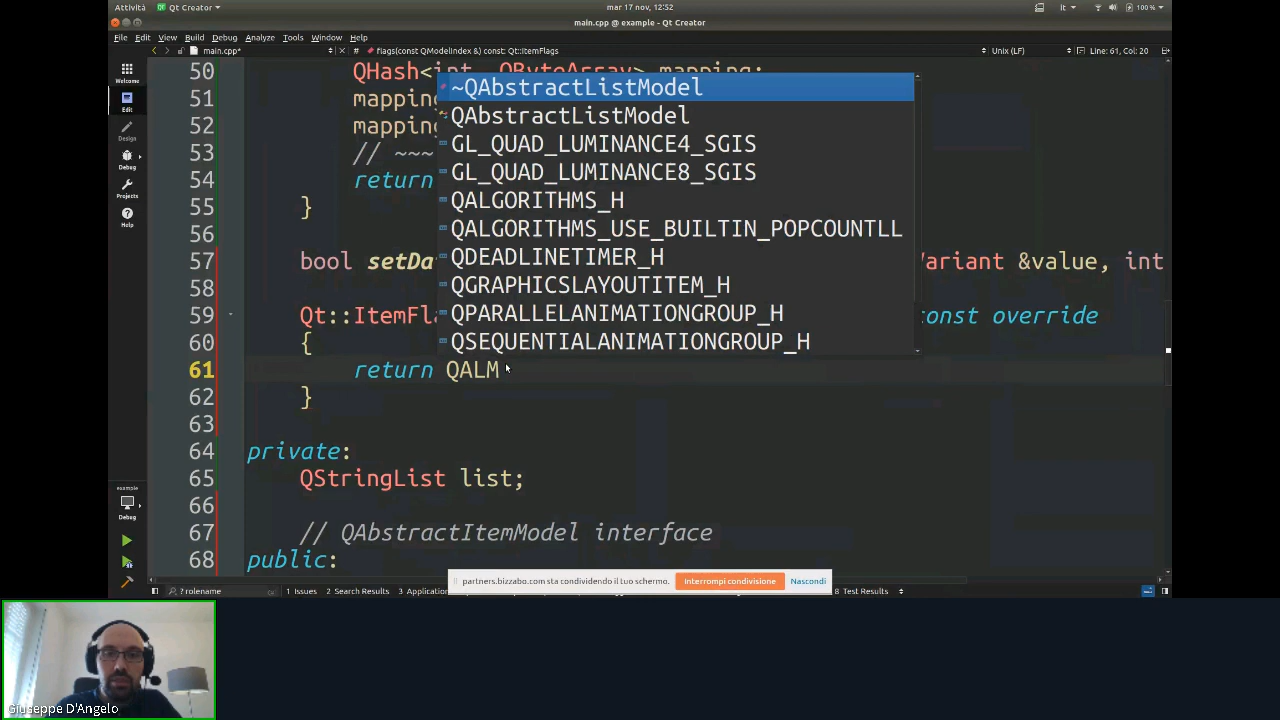 Attività Qt Creator mar 17 nov, 12:52 it 100 %
main.cpp @ example - Qt Creator
File Edit View Build Debug Analyze Tools Window Help
main.cpp* # flags(const QModelIndex &) const: Qt::ItemFlags Unix (LF) Line: 61, Col: 20
Welcome
Edit
Design
Debug
Projects
Help
example
Debug
50 QHash<int, QByteArray> mapping;
51 mapping
52 mapping
53 // ~~~
54 return
55 }
56
57 bool setDa Variant &value, int
58
59 Qt::ItemFl const override
60 {
61 return QALM
62 }
63
64 private:
65 QStringList list;
66
67 // QAbstractItemModel interface
68 public:
~QAbstractListModel
QAbstractListModel
GL_QUAD_LUMINANCE4_SGIS
GL_QUAD_LUMINANCE8_SGIS
QALGORITHMS_H
QALGORITHMS_USE_BUILTIN_POPCOUNTLL
QDEADLINETIMER_H
QGRAPHICSLAYOUTITEM_H
QPARALLELANIMATIONGROUP_H
QSEQUENTIALANIMATIONGROUP_H
partners.bizzabo.com sta condividendo il tuo schermo. Interrompi condivisione Nascondi
? rolename 1 Issues 2 Search Results 3 Application 8 Test Results
Giuseppe D'Angelo